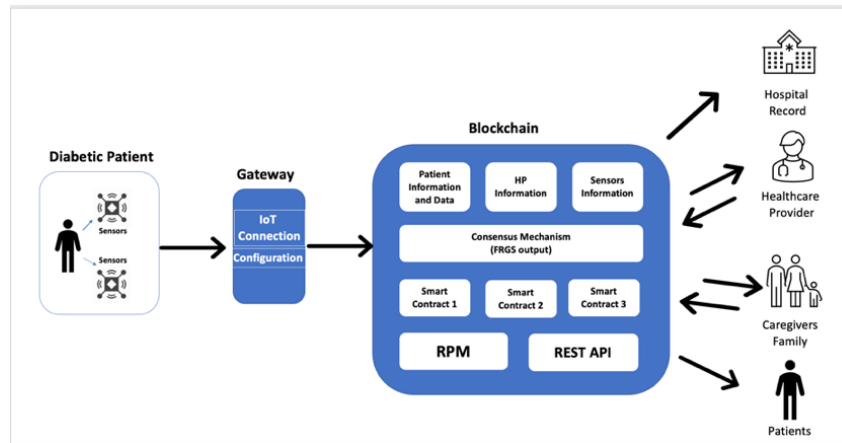 Diabetic Patient
Sensors
Sensors
Gateway
IoT
Connection
Configuration
Blockchain
Patient
Information
and Data
HP
Information
Sensors
Information
Consensus Mechanism
(FRGS output)
Smart
Contract 1
Smart
Contract 2
Smart
Contract 3
RPM
REST API
Hospital
Record
Healthcare
Provider
Caregivers
Family
Patients